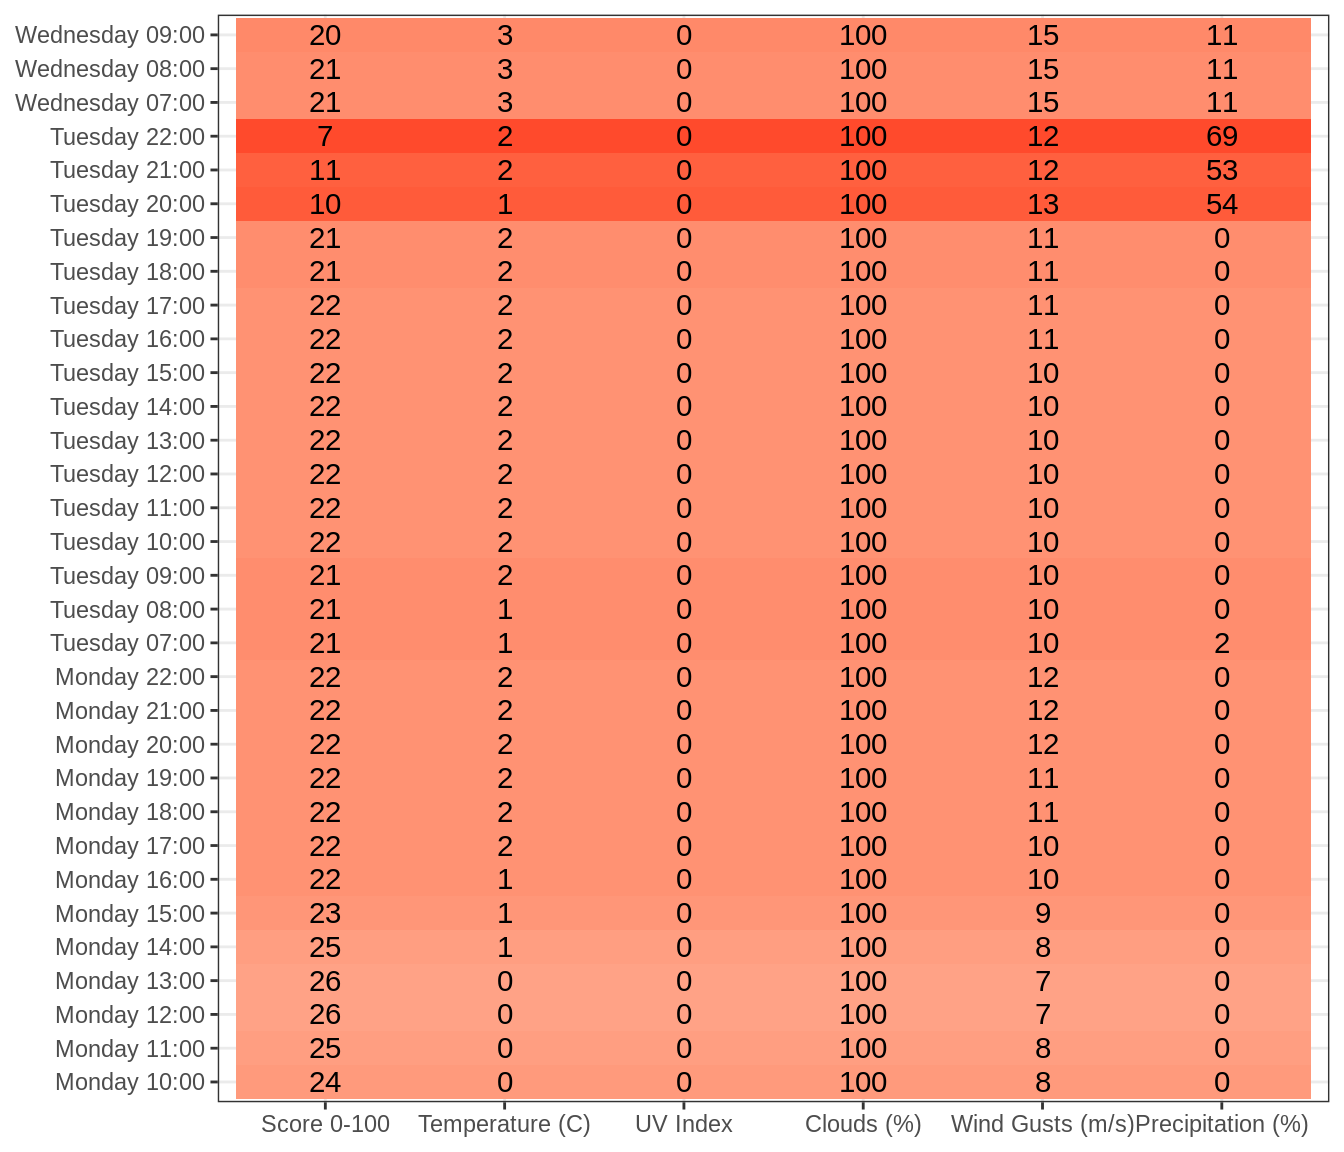 Wednesday 09:00 20 3 0 100 15 11
Wednesday 08:00 21 3 0 100 15 11
Wednesday 07:00 21 3 0 100 15 11
Tuesday 22:00 7 2 0 100 12 69
Tuesday 21:00 11 2 0 100 12 53
Tuesday 20:00 10 1 0 100 13 54
Tuesday 19:00 21 2 0 100 11 0
Tuesday 18:00 21 2 0 100 11 0
Tuesday 17:00 22 2 0 100 11 0
Tuesday 16:00 22 2 0 100 11 0
Tuesday 15:00 22 2 0 100 10 0
Tuesday 14:00 22 2 0 100 10 0
Tuesday 13:00 22 2 0 100 10 0
Tuesday 12:00 22 2 0 100 10 0
Tuesday 11:00 22 2 0 100 10 0
Tuesday 10:00 22 2 0 100 10 0
Tuesday 09:00 21 2 0 100 10 0
Tuesday 08:00 21 1 0 100 10 0
Tuesday 07:00 21 1 0 100 10 2
Monday 22:00 22 2 0 100 12 0
Monday 21:00 22 2 0 100 12 0
Monday 20:00 22 2 0 100 12 0
Monday 19:00 22 2 0 100 11 0
Monday 18:00 22 2 0 100 11 0
Monday 17:00 22 2 0 100 10 0
Monday 16:00 22 1 0 100 10 0
Monday 15:00 23 1 0 100 9 0
Monday 14:00 25 1 0 100 8 0
Monday 13:00 26 0 0 100 7 0
Monday 12:00 26 0 0 100 7 0
Monday 11:00 25 0 0 100 8 0
Monday 10:00 24 0 0 100 8 0
Score 0-100 Temperature (C) UV Index Clouds (%) Wind Gusts (m/s) Precipitation (%)